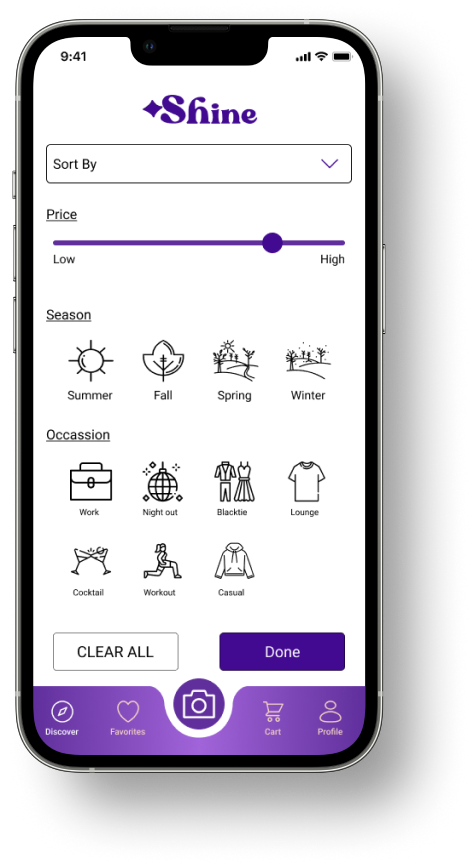 9:41
Shine
Sort By
Price
Low High
Season
Summer Fall Spring Winter
Occassion
Work Night out Blacktie Lounge
Cocktail Workout Casual
CLEAR ALL Done
Discover Favorites Cart Profile